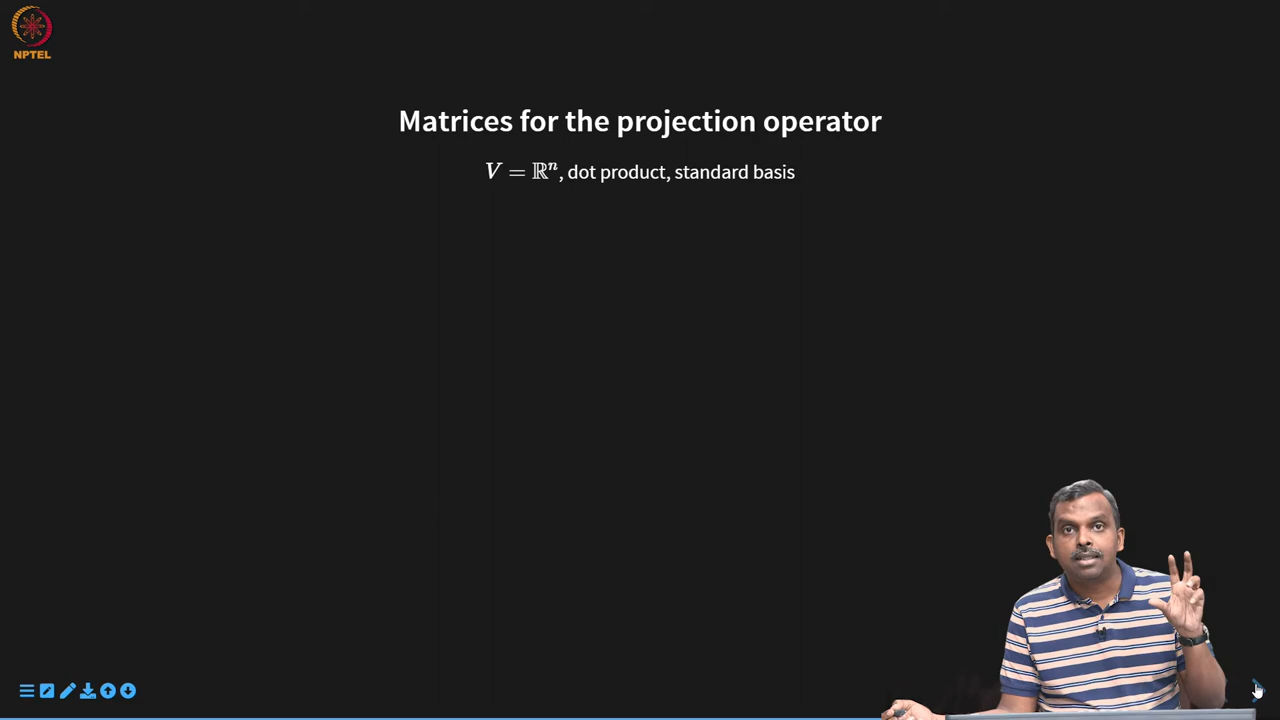 NPTEL
Matrices for the projection operator
V = ℝⁿ, dot product, standard basis